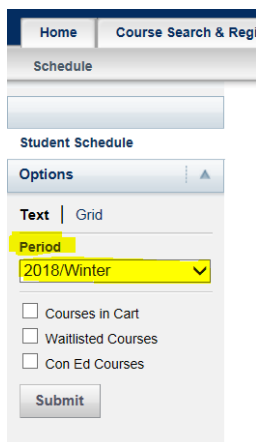 Home Course Search & Regi
Schedule
Student Schedule
Options
Text | Grid
Period
2018/Winter
Courses in Cart
Waitlisted Courses
Con Ed Courses
Submit